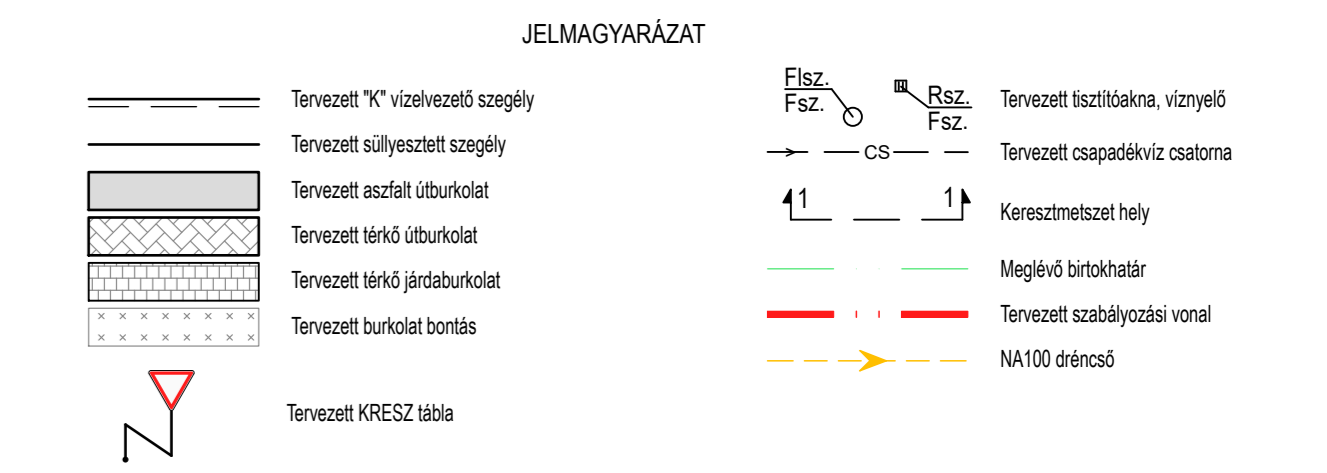 JELMAGYARÁZAT
Tervezett "K" vízelvezető szegély
Tervezett süllyesztett szegély
Tervezett aszfalt útburkolat
Tervezett térkő útburkolat
Tervezett térkő járdaburkolat
Tervezett burkolat bontás
Tervezett KRESZ tábla
Flsz.
Fsz.
Rsz.
Fsz.
Tervezett tisztítóakna, víznyelő
CS
Tervezett csapadékvíz csatorna
1 1
Keresztmetszet hely
Meglévő birtokhatár
Tervezett szabályozási vonal
NA100 dréncső